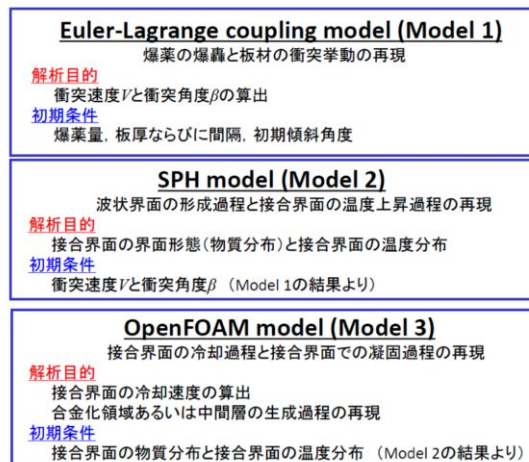 Euler-Lagrange coupling model (Model 1)
爆薬の爆轟と板材の衝突挙動の再現
解析目的
衝突速度Vと衝突角度βの算出
初期条件
爆薬量, 板厚ならびに間隔, 初期傾斜角度
SPH model (Model 2)
波状界面の形成過程と接合界面の温度上昇過程の再現
解析目的
接合界面の界面形態(物質分布)と接合界面の温度分布
初期条件
衝突速度Vと衝突角度β (Model 1の結果より)
OpenFOAM model (Model 3)
接合界面の冷却過程と接合界面での凝固過程の再現
解析目的
接合界面の冷却速度の算出
合金化領域あるいは中間層の生成過程の再現
初期条件
接合界面の物質分布と接合界面の温度分布 (Model 2の結果より)